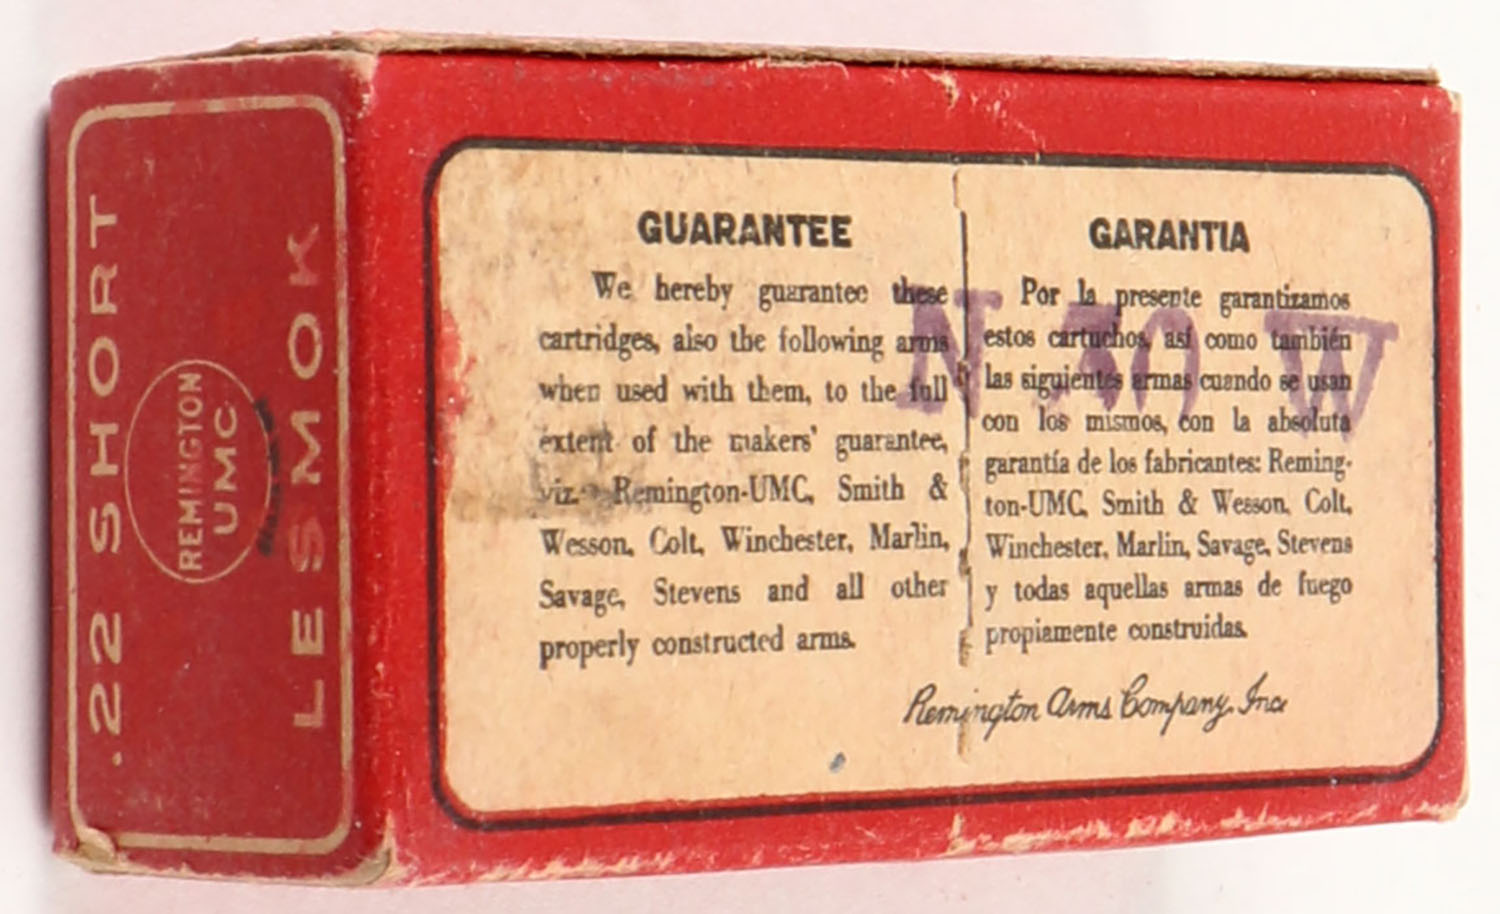 .22 SHORT
REMINGTON
UMC
LESMOK
GUARANTEE
We hereby guarantee these
cartridges, also the following arms
when used with them, to the full
extent of the makers' guarantee,
viz. Remington-UMC, Smith &
Wesson, Colt, Winchester, Marlin,
Savage, Stevens and all other
properly constructed arms.
GARANTIA
Por la presente garantizamos
estos cartuchos, así como también
las siguientes armas cuando se usan
con los mismos, con la absoluta
garantía de los fabricantes: Reming-
ton-UMC, Smith & Wesson, Colt,
Winchester, Marlin, Savage, Stevens
y todas aquellas armas de fuego
propiamente construidas.
Remington Arms Company, Inc.
N W